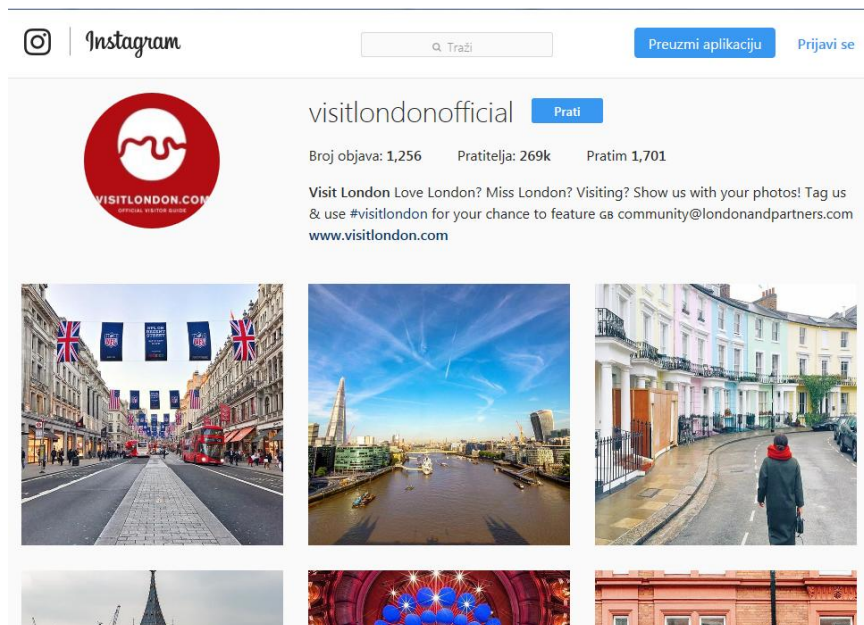 Instagram
Traži
Preuzmi aplikaciju
Prijavi se
VISITLONDON.COM
OFFICIAL VISITOR GUIDE
visitlondonofficial
Prati
Broj objava: 1,256 Pratitelja: 269k Pratim 1,701
Visit London Love London? Miss London? Visiting? Show us with your photos! Tag us
& use #visitlondon for your chance to feature GB community@londonandpartners.com
www.visitlondon.com
NFL
NFL